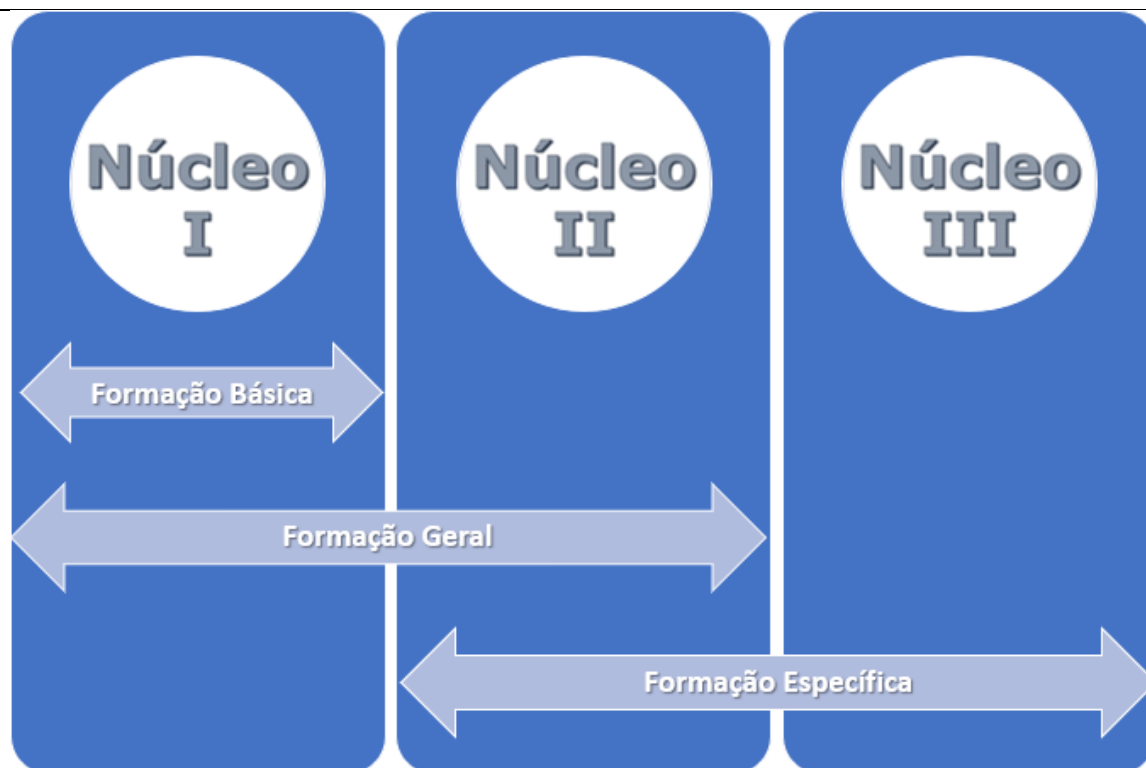 Núcleo
I
Núcleo
II
Núcleo
III
Formação Básica
Formação Geral
Formação Específica